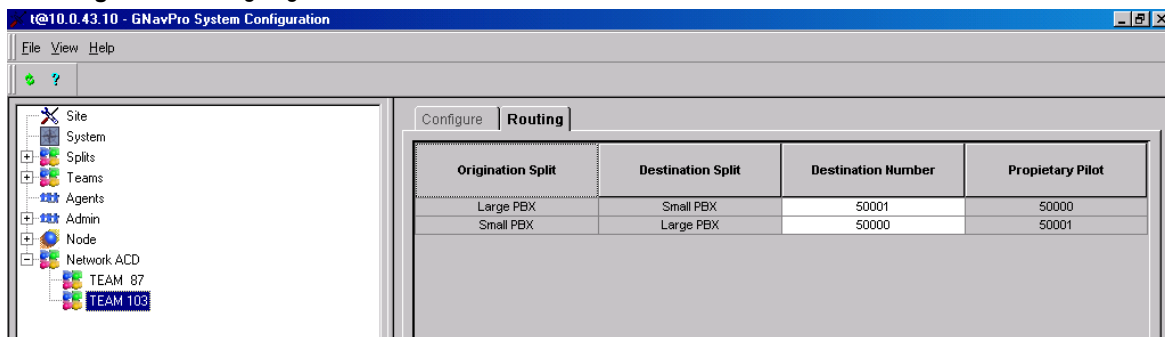 t@10.0.43.10 - GNavPro System Configuration
File View Help
?
Site
System
Splits
Teams
Agents
Admin
Node
Network ACD
TEAM 87
TEAM 103
Configure Routing
Origination Split Destination Split Destination Number Propietary Pilot
Large PBX Small PBX 50001 50000
Small PBX Large PBX 50000 50001